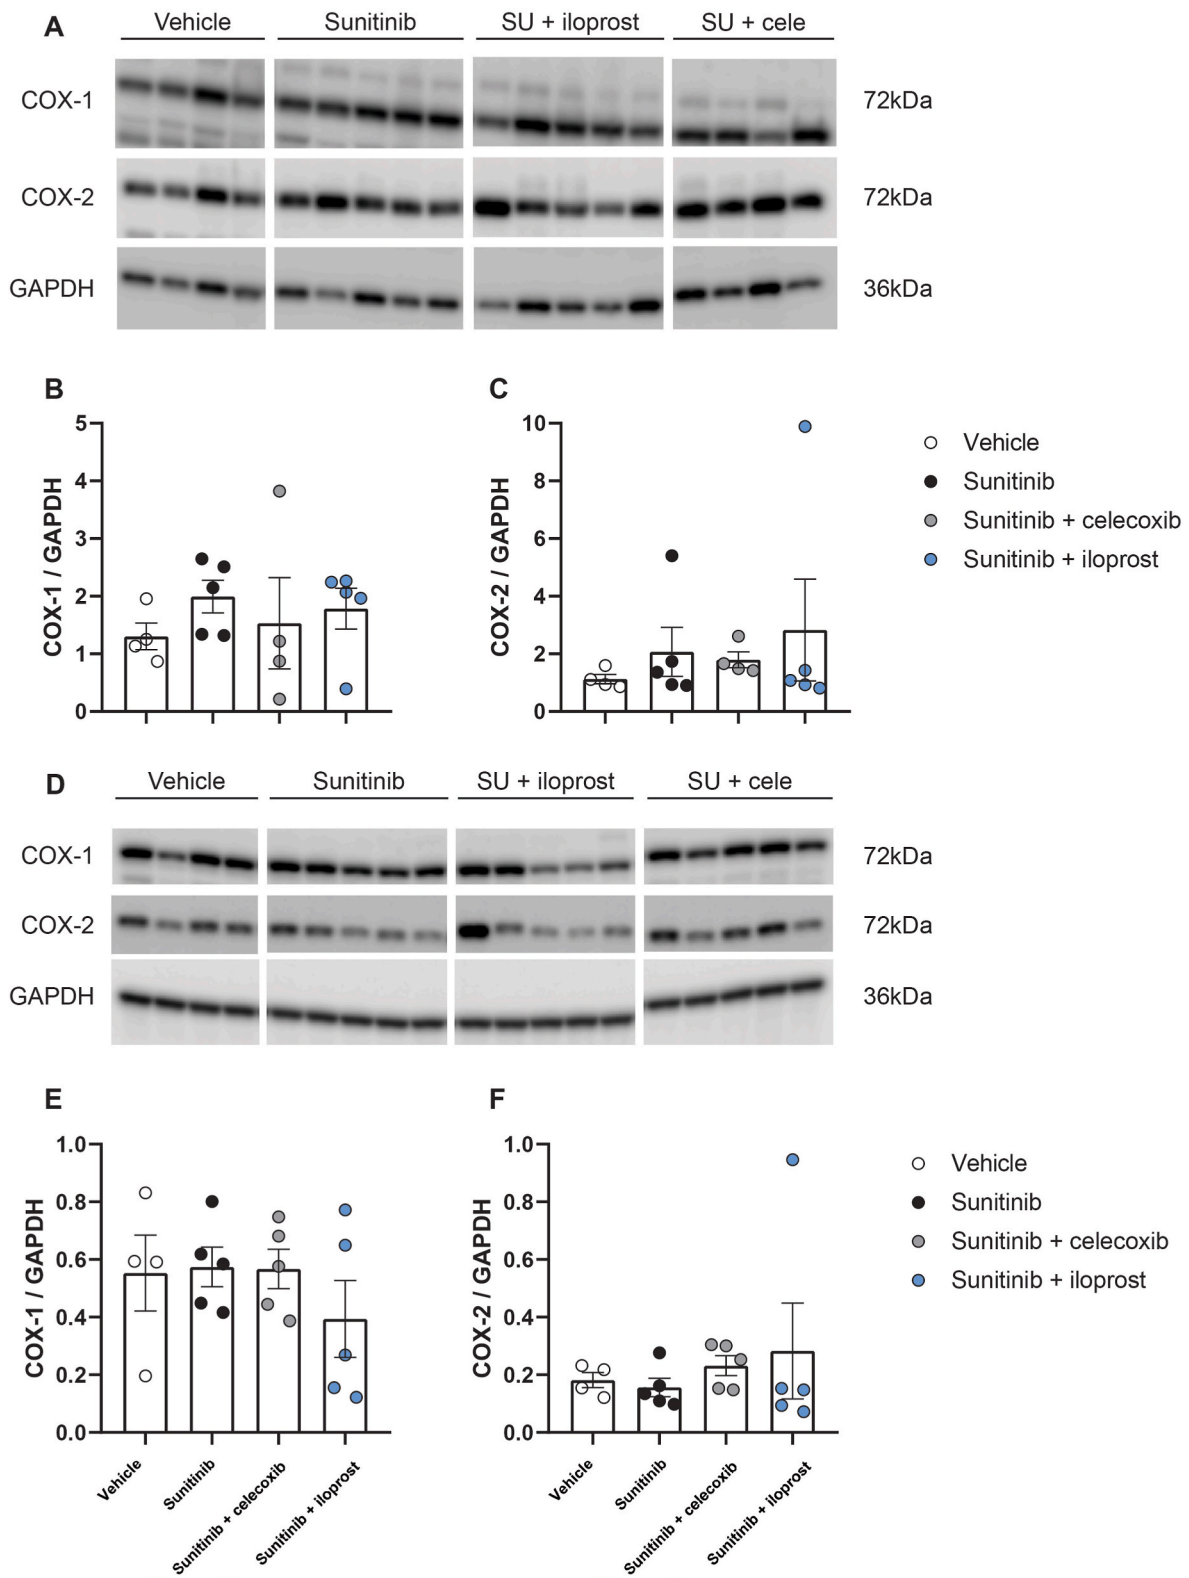 A
Vehicle Sunitinib SU + iloprost SU + cele
COX-1 72kDa
COX-2 72kDa
GAPDH 36kDa
B
C
5
4
3
2
1
0
COX-1 / GAPDH
10
8
6
4
2
0
COX-2 / GAPDH
Vehicle
Sunitinib
Sunitinib + celecoxib
Sunitinib + iloprost
D
Vehicle Sunitinib SU + iloprost SU + cele
COX-1 72kDa
COX-2 72kDa
GAPDH 36kDa
E
F
1.0
0.8
0.6
0.4
0.2
0.0
COX-1 / GAPDH
Vehicle
Sunitinib
Sunitinib + celecoxib
Sunitinib + iloprost
1.0
0.8
0.6
0.4
0.2
0.0
COX-2 / GAPDH
Vehicle
Sunitinib
Sunitinib + celecoxib
Sunitinib + iloprost
Vehicle
Sunitinib
Sunitinib + celecoxib
Sunitinib + iloprost